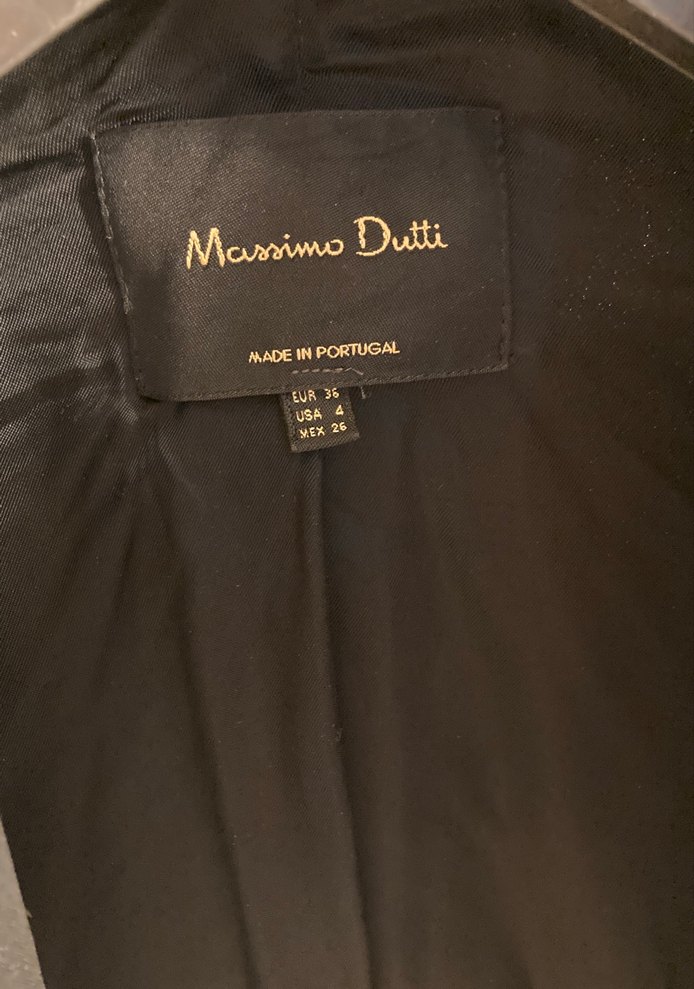 Massimo Dutti
MADE IN PORTUGAL
EUR 36
USA 4
MEX 26